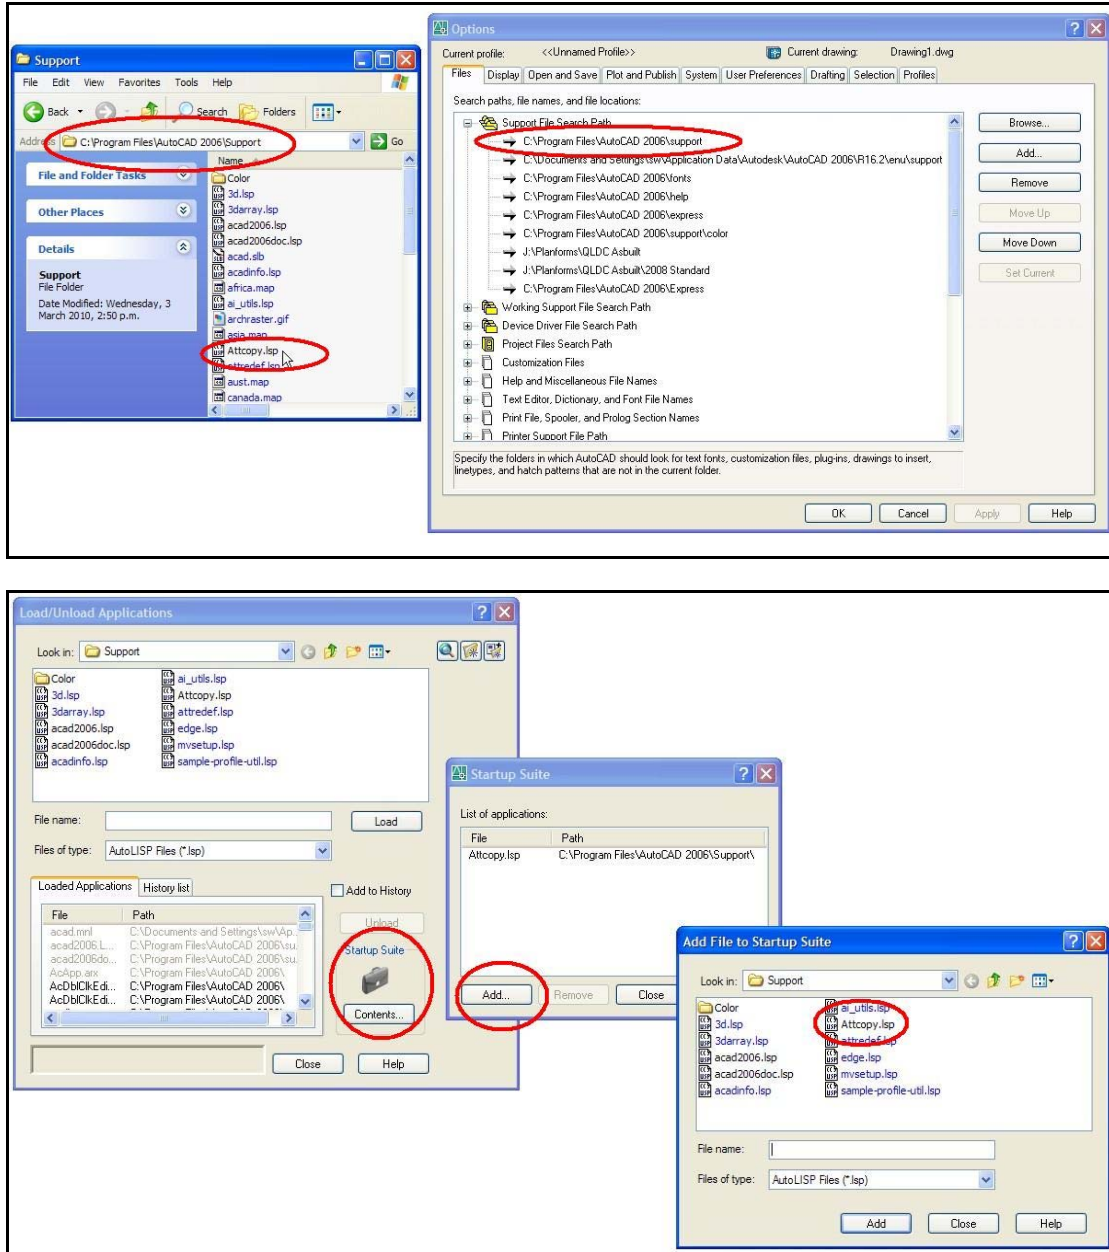 Support
File Edit View Favorites Tools Help
Back Search Folders
Address C:\Program Files\AutoCAD 2006\Support Go
File and Folder Tasks
Other Places
Details
Support
File Folder
Date Modified: Wednesday, 3
March 2010, 2:50 p.m.
Name
Color
3d.lsp
3darray.lsp
acad2006.lsp
acad2006doc.lsp
acad.slb
acadinfo.lsp
africa.map
ai_utils.lsp
archraster.gif
asia.map
Attcopy.lsp
attredef.lsp
aust.map
canada.map
Options
Current profile: <<Unnamed Profile>> Current drawing: Drawing1.dwg
Files Display Open and Save Plot and Publish System User Preferences Drafting Selection Profiles
Search paths, file names, and file locations:
Support File Search Path
C:\Program Files\AutoCAD 2006\support
C:\Documents and Settings\sw\Application Data\Autodesk\AutoCAD 2006\R16.2\enu\support
C:\Program Files\AutoCAD 2006\fonts
C:\Program Files\AutoCAD 2006\help
C:\Program Files\AutoCAD 2006\express
C:\Program Files\AutoCAD 2006\support\color
J:\Planforms\QLDC Asbuilt
J:\Planforms\QLDC Asbuilt\2008 Standard
C:\Program Files\AutoCAD 2006\Express
Working Support File Search Path
Device Driver File Search Path
Project Files Search Path
Customization Files
Help and Miscellaneous File Names
Text Editor, Dictionary, and Font File Names
Print File, Spooler, and Prolog Section Names
Printer Support File Path
Browse...
Add...
Remove
Move Up
Move Down
Set Current
Specify the folders in which AutoCAD should look for text fonts, customization files, plug-ins, drawings to insert,
linetypes, and hatch patterns that are not in the current folder.
OK Cancel Apply Help
Load/Unload Applications
Look in: Support
Color
3d.lsp
3darray.lsp
acad2006.lsp
acad2006doc.lsp
acadinfo.lsp
ai_utils.lsp
Attcopy.lsp
attredef.lsp
edge.lsp
mvsetup.lsp
sample-profile-util.lsp
File name: Load
Files of type: AutoLISP Files (*.lsp)
Loaded Applications History list
Add to History
File Path
acad.mnl C:\Documents and Settings\sw\Ap...
acad2006.L... C:\Program Files\AutoCAD 2006\su...
acad2006do... C:\Program Files\AutoCAD 2006\su...
AcApp.arx C:\Program Files\AutoCAD 2006\
AcDblClkEdi... C:\Program Files\AutoCAD 2006\
AcDblClkEdi... C:\Program Files\AutoCAD 2006\
Unload
Startup Suite
Contents...
Close Help
Startup Suite
List of applications:
File Path
Attcopy.lsp C:\Program Files\AutoCAD 2006\Support\
Add... Remove Close
Add File to Startup Suite
Look in: Support
Color
3d.lsp
3darray.lsp
acad2006.lsp
acad2006doc.lsp
acadinfo.lsp
ai_utils.lsp
Attcopy.lsp
attredef.lsp
edge.lsp
mvsetup.lsp
sample-profile-util.lsp
File name:
Files of type: AutoLISP Files (*.lsp)
Add Close Help